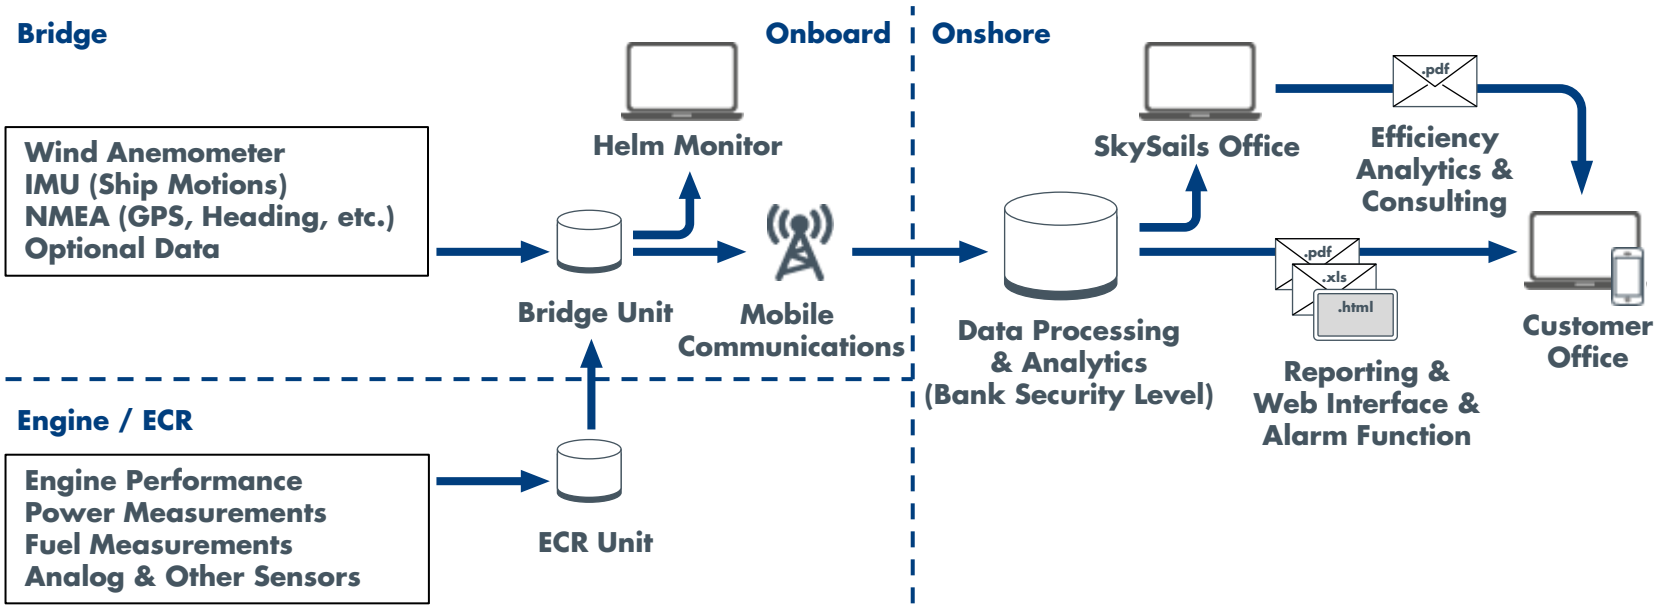 Bridge
Onboard
Onshore
Wind Anemometer
IMU (Ship Motions)
NMEA (GPS, Heading, etc.)
Optional Data
Helm Monitor
Bridge Unit
Mobile
Communications
Engine / ECR
Engine Performance
Power Measurements
Fuel Measurements
Analog & Other Sensors
ECR Unit
SkySails Office
.pdf
Efficiency
Analytics &
Consulting
Data Processing
& Analytics
(Bank Security Level)
.pdf
.xls
.html
Reporting &
Web Interface &
Alarm Function
Customer
Office